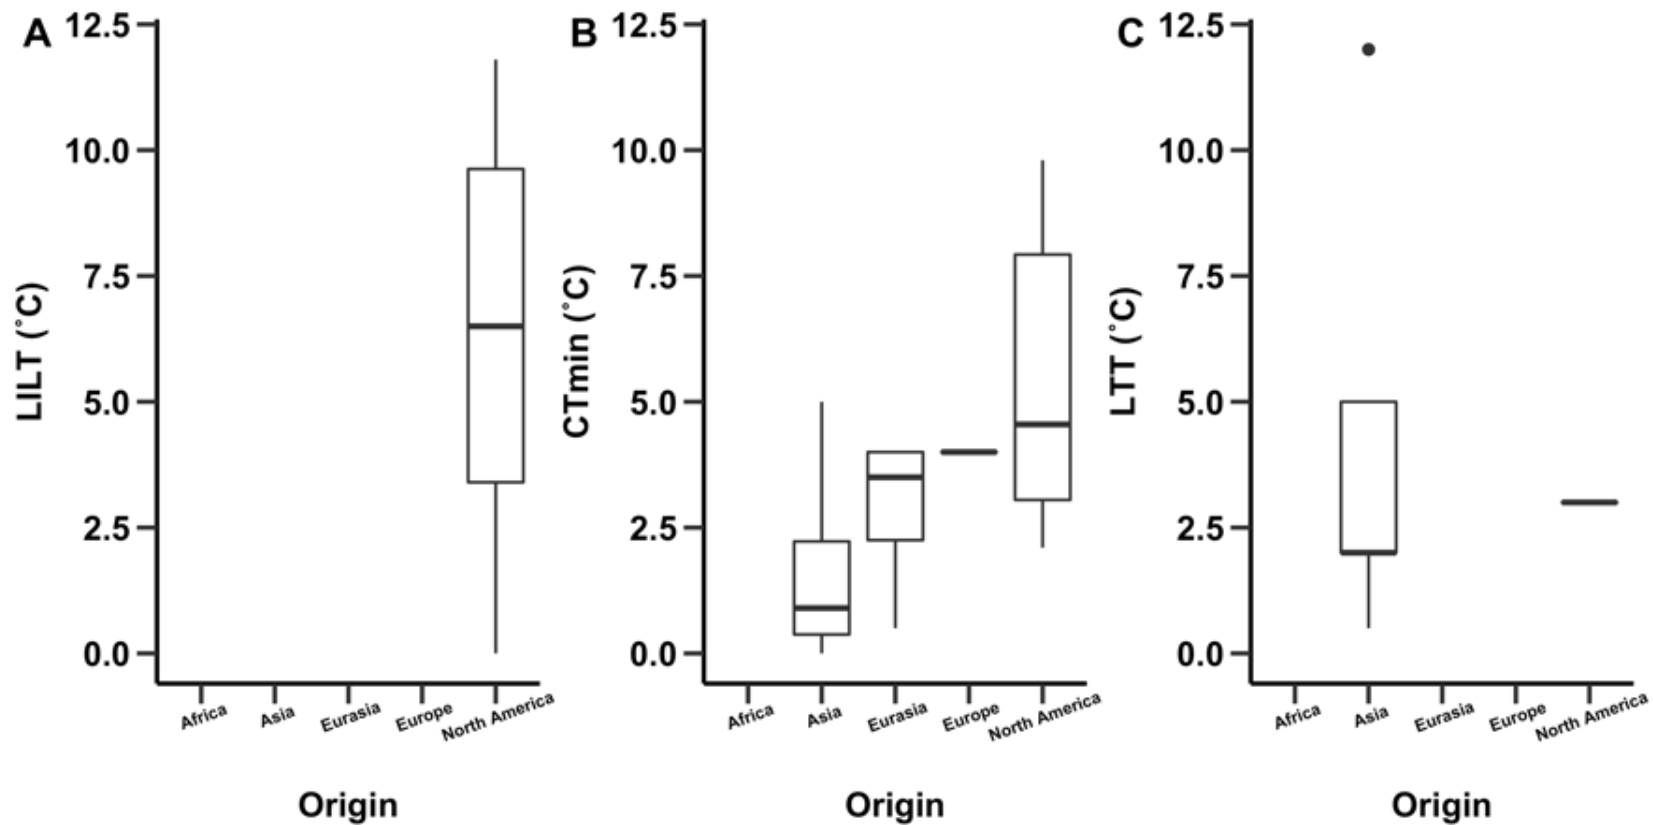 A
12.5
10.0
7.5
5.0
2.5
0.0
LILT (˚C)
Africa
Asia
Eurasia
Europe
North America
Origin
B
12.5
10.0
7.5
5.0
2.5
0.0
CTmin (˚C)
Africa
Asia
Eurasia
Europe
North America
Origin
C
12.5
10.0
7.5
5.0
2.5
0.0
LTT (˚C)
Africa
Asia
Eurasia
Europe
North America
Origin